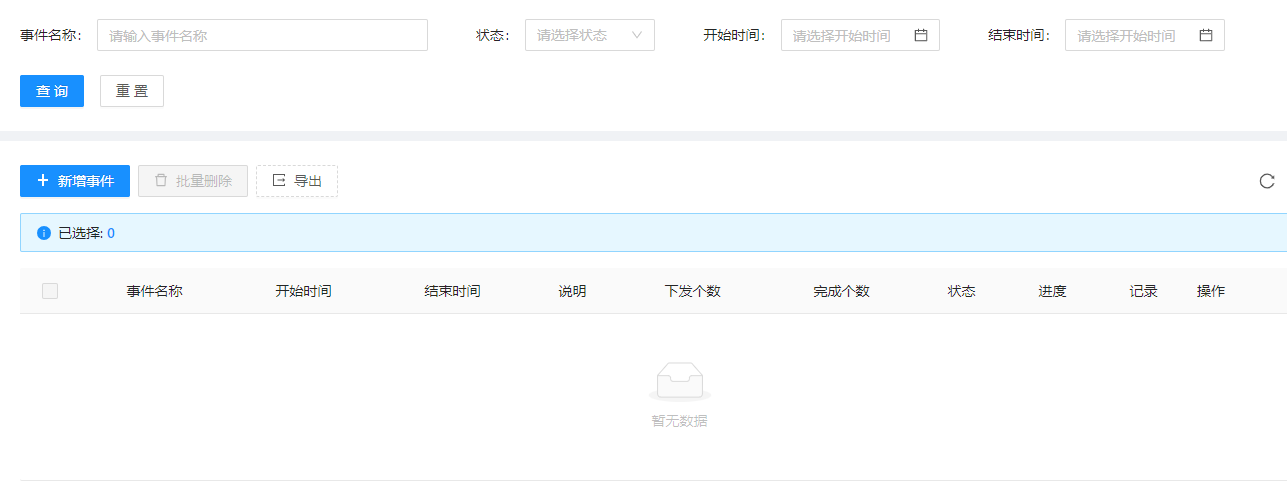 事件名称： 请输入事件名称 状态： 请选择状态 开始时间： 请选择开始时间 结束时间： 请选择开始时间
查 询 重 置
新增事件 批量删除 导出
已选择: 0
事件名称 开始时间 结束时间 说明 下发个数 完成个数 状态 进度 记录 操作
暂无数据